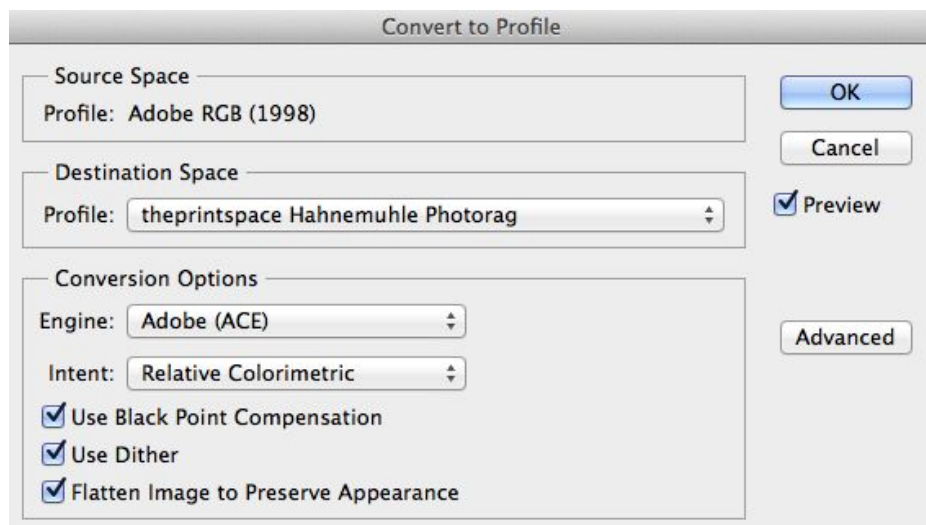 Convert to Profile
Source Space
Profile: Adobe RGB (1998)
OK
Cancel
Preview
Destination Space
Profile: theprintspace Hahnemuhle Photorag
Conversion Options
Engine: Adobe (ACE)
Advanced
Intent: Relative Colorimetric
Use Black Point Compensation
Use Dither
Flatten Image to Preserve Appearance